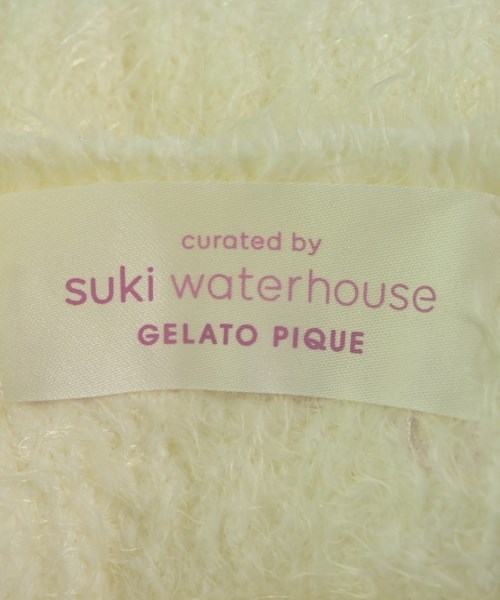 curated by
suki waterhouse
GELATO PIQUE